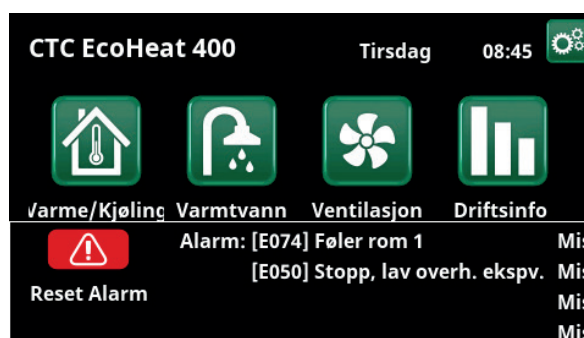 CTC EcoHeat 400 Tirsdag 08:45
Varme/Kjøling Varmtvann Ventilasjon Driftsinfo
Alarm: [E074] Føler rom 1
[E050] Stopp, lav overh. ekspv.
Reset Alarm